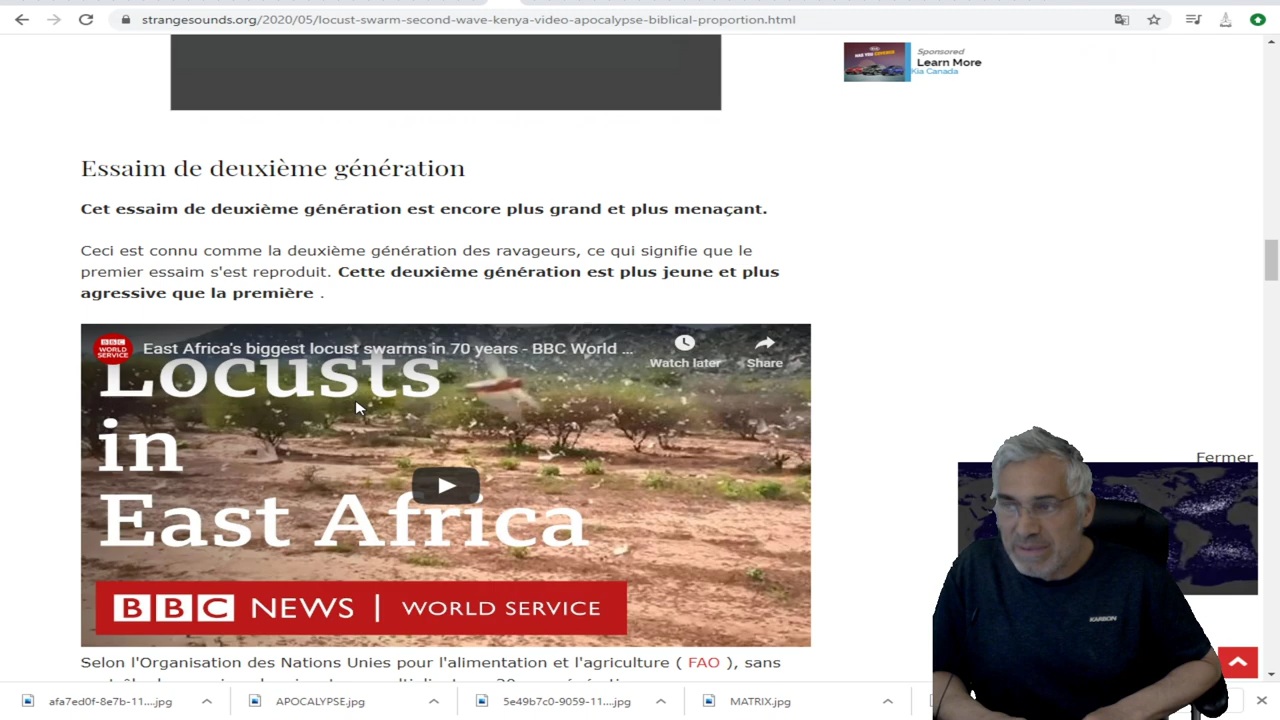 strangesounds.org/2020/05/locust-swarm-second-wave-kenya-video-apocalypse-biblical-proportion.html
Sponsored
Learn More
Kia Canada
Essaim de deuxième génération
Cet essaim de deuxième génération est encore plus grand et plus menaçant.
Ceci est connu comme la deuxième génération des ravageurs, ce qui signifie que le
premier essaim s'est reproduit. Cette deuxième génération est plus jeune et plus
agressive que la première .
BBC
WORLD
SERVICE
East Africa's biggest locust swarms in 70 years - BBC World ...
Watch later
Share
Locusts
in
East Africa
BBC NEWS | WORLD SERVICE
Fermer
KARBON
Selon l'Organisation des Nations Unies pour l'alimentation et l'agriculture ( FAO ), sans
afa7ed0f-8e7b-11....jpg
APOCALYPSE.jpg
5e49b7c0-9059-11....jpg
MATRIX.jpg